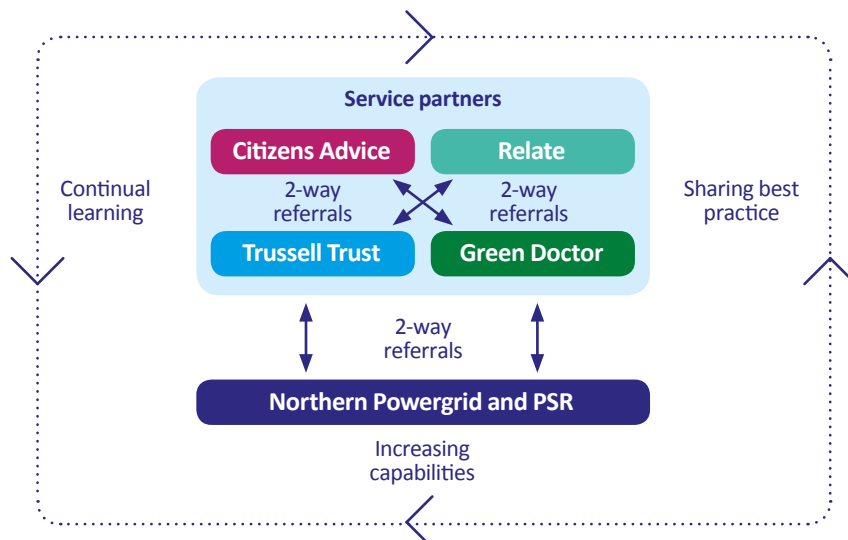 Service partners
Citizens Advice
Relate
Continual
learning
2-way
referrals
2-way
referrals
Sharing best
practice
Trussell Trust
Green Doctor
2-way
referrals
Northern Powergrid and PSR
Increasing
capabilities